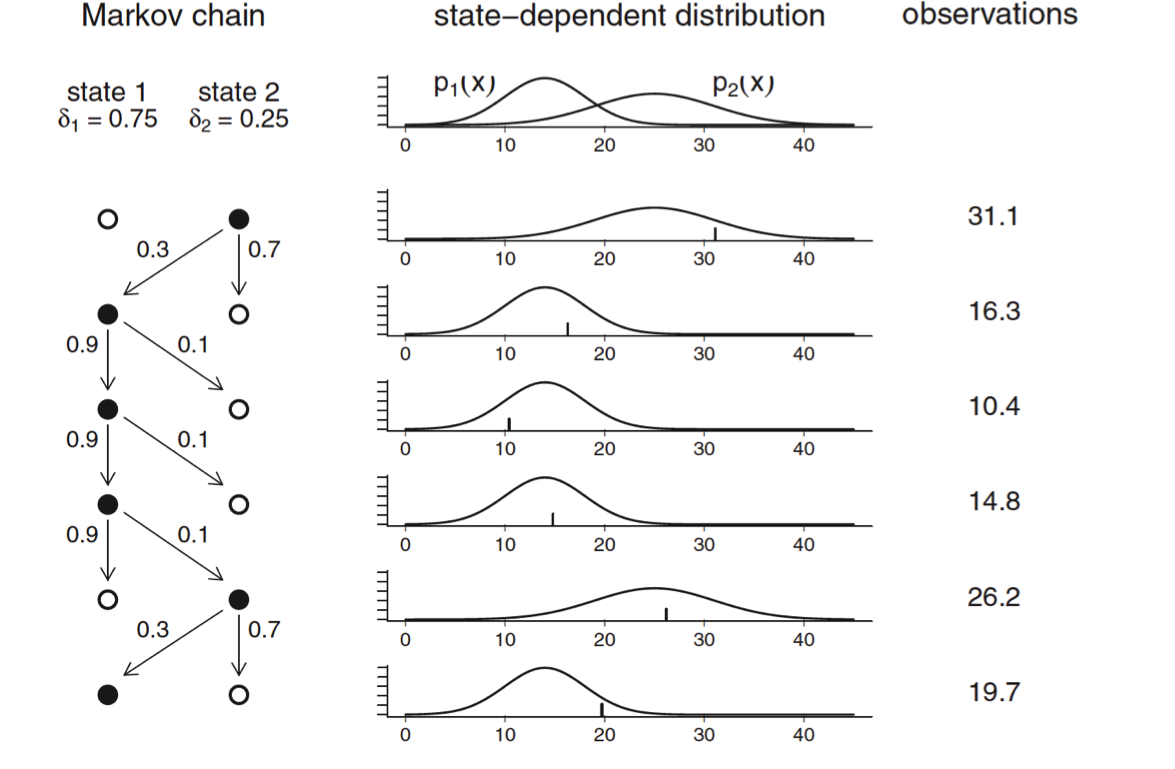 Markov chain state−dependent distribution observations
p₁(x) p₂(x)
state 1 state 2
δ₁ = 0.75 δ₂ = 0.25
0 10 20 30 40
31.1
0.3 0.7
0 10 20 30 40
16.3
0.9 0.1
0 10 20 30 40
10.4
0.9 0.1
0 10 20 30 40
14.8
0.9 0.1
0 10 20 30 40
26.2
0.3 0.7
0 10 20 30 40
19.7
0 10 20 30 40